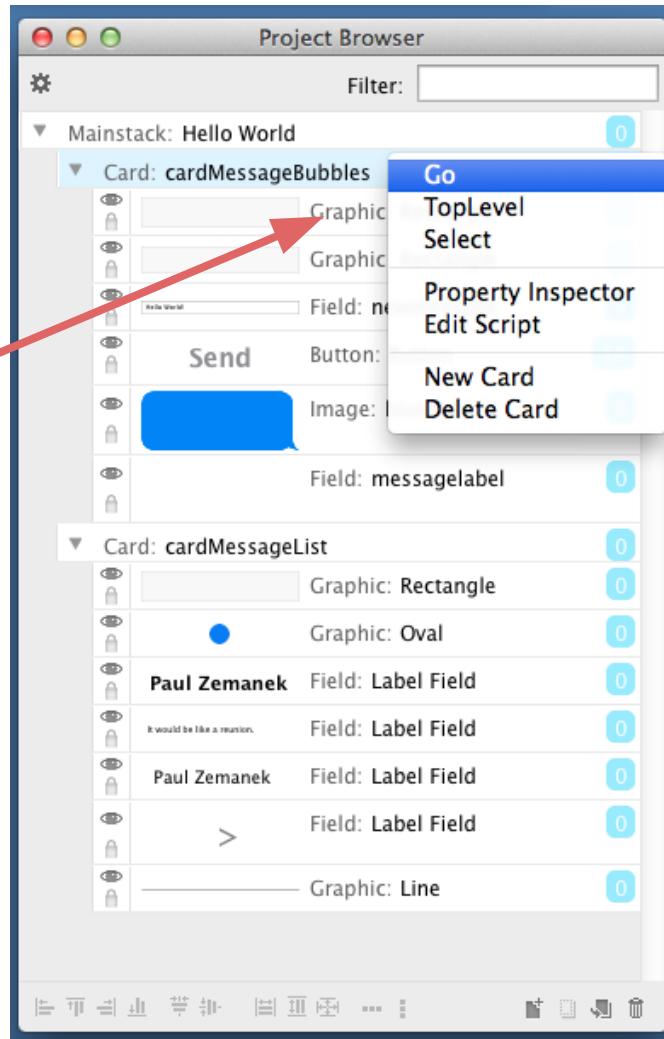 Project Browser
Filter:
Mainstack: Hello World 0
Card: cardMessageBubbles
Go
TopLevel
Select
Property Inspector
Edit Script
New Card
Delete Card
Graphic
Graphic
Hello World Field:
Send Button:
Image:
Field: messagelabel 0
Card: cardMessageList 0
Graphic: Rectangle 0
Graphic: Oval 0
Paul Zemanek Field: Label Field 0
It would be like a reunion. Field: Label Field 0
Paul Zemanek Field: Label Field 0
> Field: Label Field 0
Graphic: Line 0